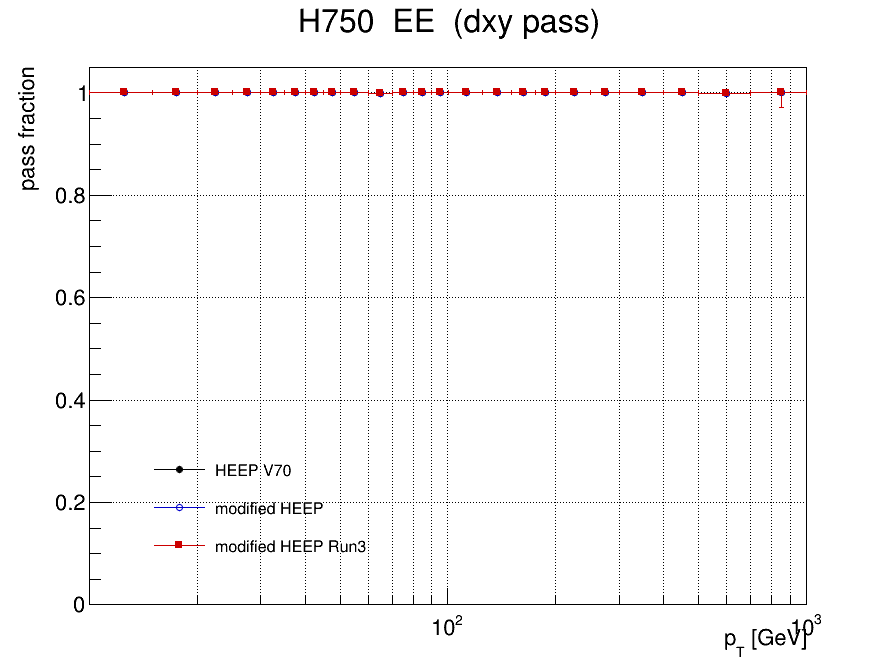 H750 EE (dxy pass)
pass fraction
1
0.8
0.6
0.4
0.2
0
HEEP V70
modified HEEP
modified HEEP Run3
10²
10³
p_T [GeV]